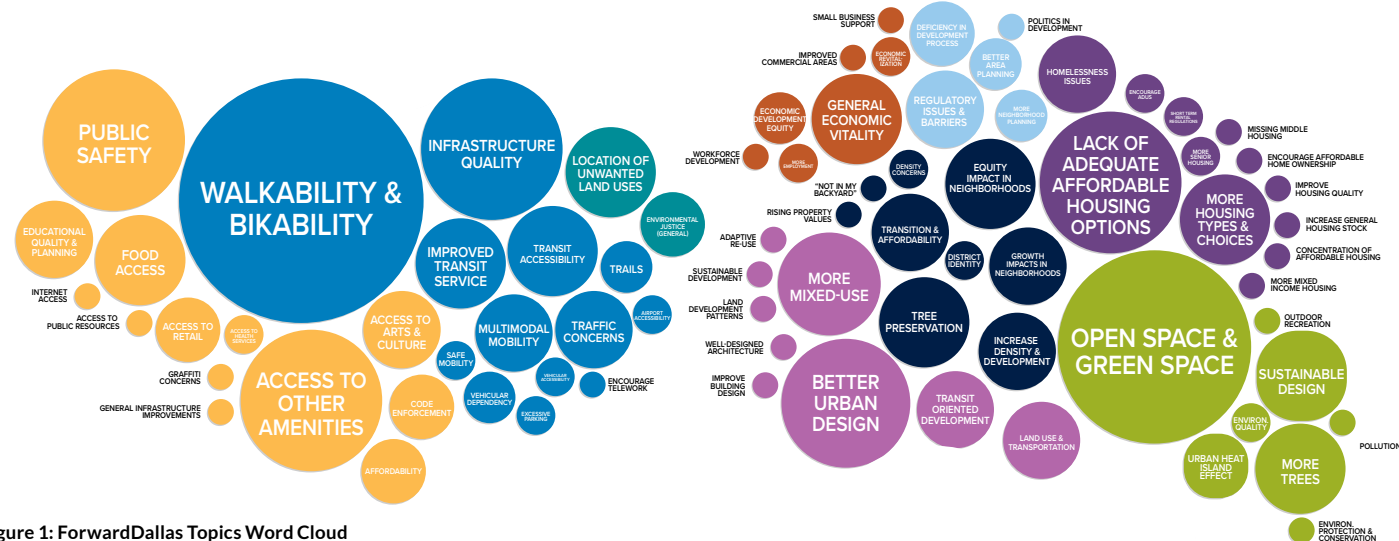 PUBLIC
SAFETY
WALKABILITY &
BIKABILITY
INFRASTRUCTURE
QUALITY
LOCATION OF
UNWANTED
LAND USES
ENVIRONMENTAL
JUSTICE
(GENERAL)
EDUCATIONAL
QUALITY &
PLANNING
FOOD
ACCESS
IMPROVED
TRANSIT
SERVICE
TRANSIT
ACCESSIBILITY
TRAILS
INTERNET
ACCESS
ACCESS TO
PUBLIC RESOURCES
ACCESS TO
RETAIL
ACCESS TO
HEALTH
SERVICES
ACCESS TO
ARTS &
CULTURE
MULTIMODAL
MOBILITY
TRAFFIC
CONCERNS
AIRPORT
ACCESSIBILITY
SAFE
MOBILITY
VEHICULAR
ACCESSIBILITY
ENCOURAGE
TELEWORK
GRAFFITI
CONCERNS
GENERAL INFRASTRUCTURE
IMPROVEMENTS
ACCESS TO
OTHER
AMENITIES
CODE
ENFORCEMENT
VEHICULAR
DEPENDENCY
EXCESSIVE
PARKING
AFFORDABILITY
SMALL BUSINESS
SUPPORT
DEFICIENCY IN
DEVELOPMENT
PROCESS
POLITICS IN
DEVELOPMENT
IMPROVED
COMMERCIAL AREAS
ECONOMIC
REVITAL-
IZATION
BETTER
AREA
PLANNING
HOMELESSNESS
ISSUES
ECONOMIC
DEVELOPMENT
EQUITY
GENERAL
ECONOMIC
VITALITY
REGULATORY
ISSUES &
BARRIERS
MORE
NEIGHBORHOOD
PLANNING
ENCOURAGE
ADUS
SHORT TERM
RENTAL
REGULATIONS
WORKFORCE
DEVELOPMENT
MORE
EMPLOYMENT
LACK OF
ADEQUATE
AFFORDABLE
HOUSING
OPTIONS
MORE
SENIOR
HOUSING
MISSING MIDDLE
HOUSING
ENCOURAGE AFFORDABLE
HOME OWNERSHIP
IMPROVE
HOUSING QUALITY
MORE
HOUSING
TYPES &
CHOICES
INCREASE GENERAL
HOUSING STOCK
CONCENTRATION OF
AFFORDABLE HOUSING
MORE MIXED
INCOME HOUSING
DENSITY
CONCERNS
EQUITY
IMPACT IN
NEIGHBORHOODS
"NOT IN MY
BACKYARD"
RISING PROPERTY
VALUES
TRANSITION &
AFFORDABILITY
DISTRICT
IDENTITY
GROWTH
IMPACTS IN
NEIGHBORHOODS
TREE
PRESERVATION
INCREASE
DENSITY &
DEVELOPMENT
ADAPTIVE
RE-USE
SUSTAINABLE
DEVELOPMENT
MORE
MIXED-USE
LAND
DEVELOPMENT
PATTERNS
WELL-DESIGNED
ARCHITECTURE
IMPROVE
BUILDING
DESIGN
BETTER
URBAN
DESIGN
TRANSIT
ORIENTED
DEVELOPMENT
LAND USE &
TRANSPORTATION
OPEN SPACE &
GREEN SPACE
OUTDOOR
RECREATION
SUSTAINABLE
DESIGN
ENVIRON.
QUALITY
POLLUTION
URBAN HEAT
ISLAND
EFFECT
MORE
TREES
ENVIRON.
PROTECTION &
CONSERVATION
gure 1: ForwardDallas Topics Word Cloud